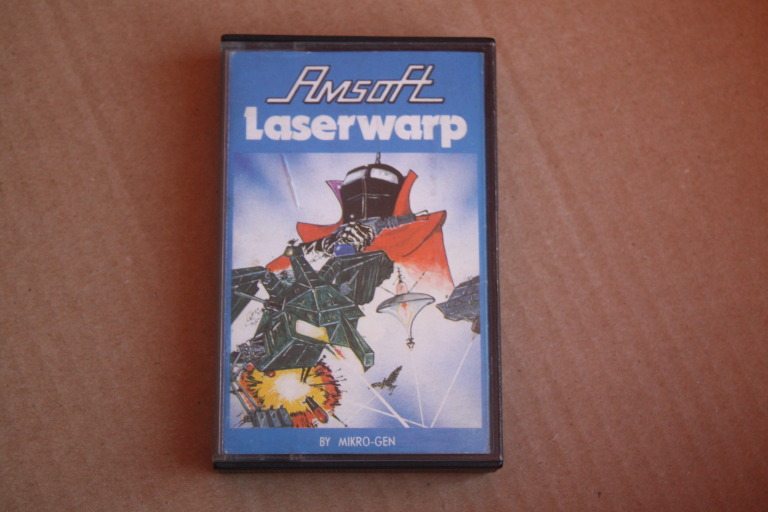 Amsoft
Laserwarp
BY MIKRO-GEN